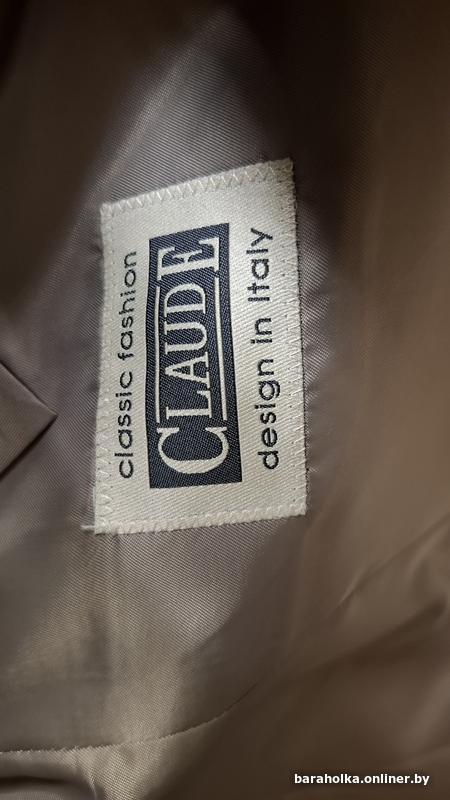 classic fashion
CLAUDE
design in Italy
baraholka.onliner.by